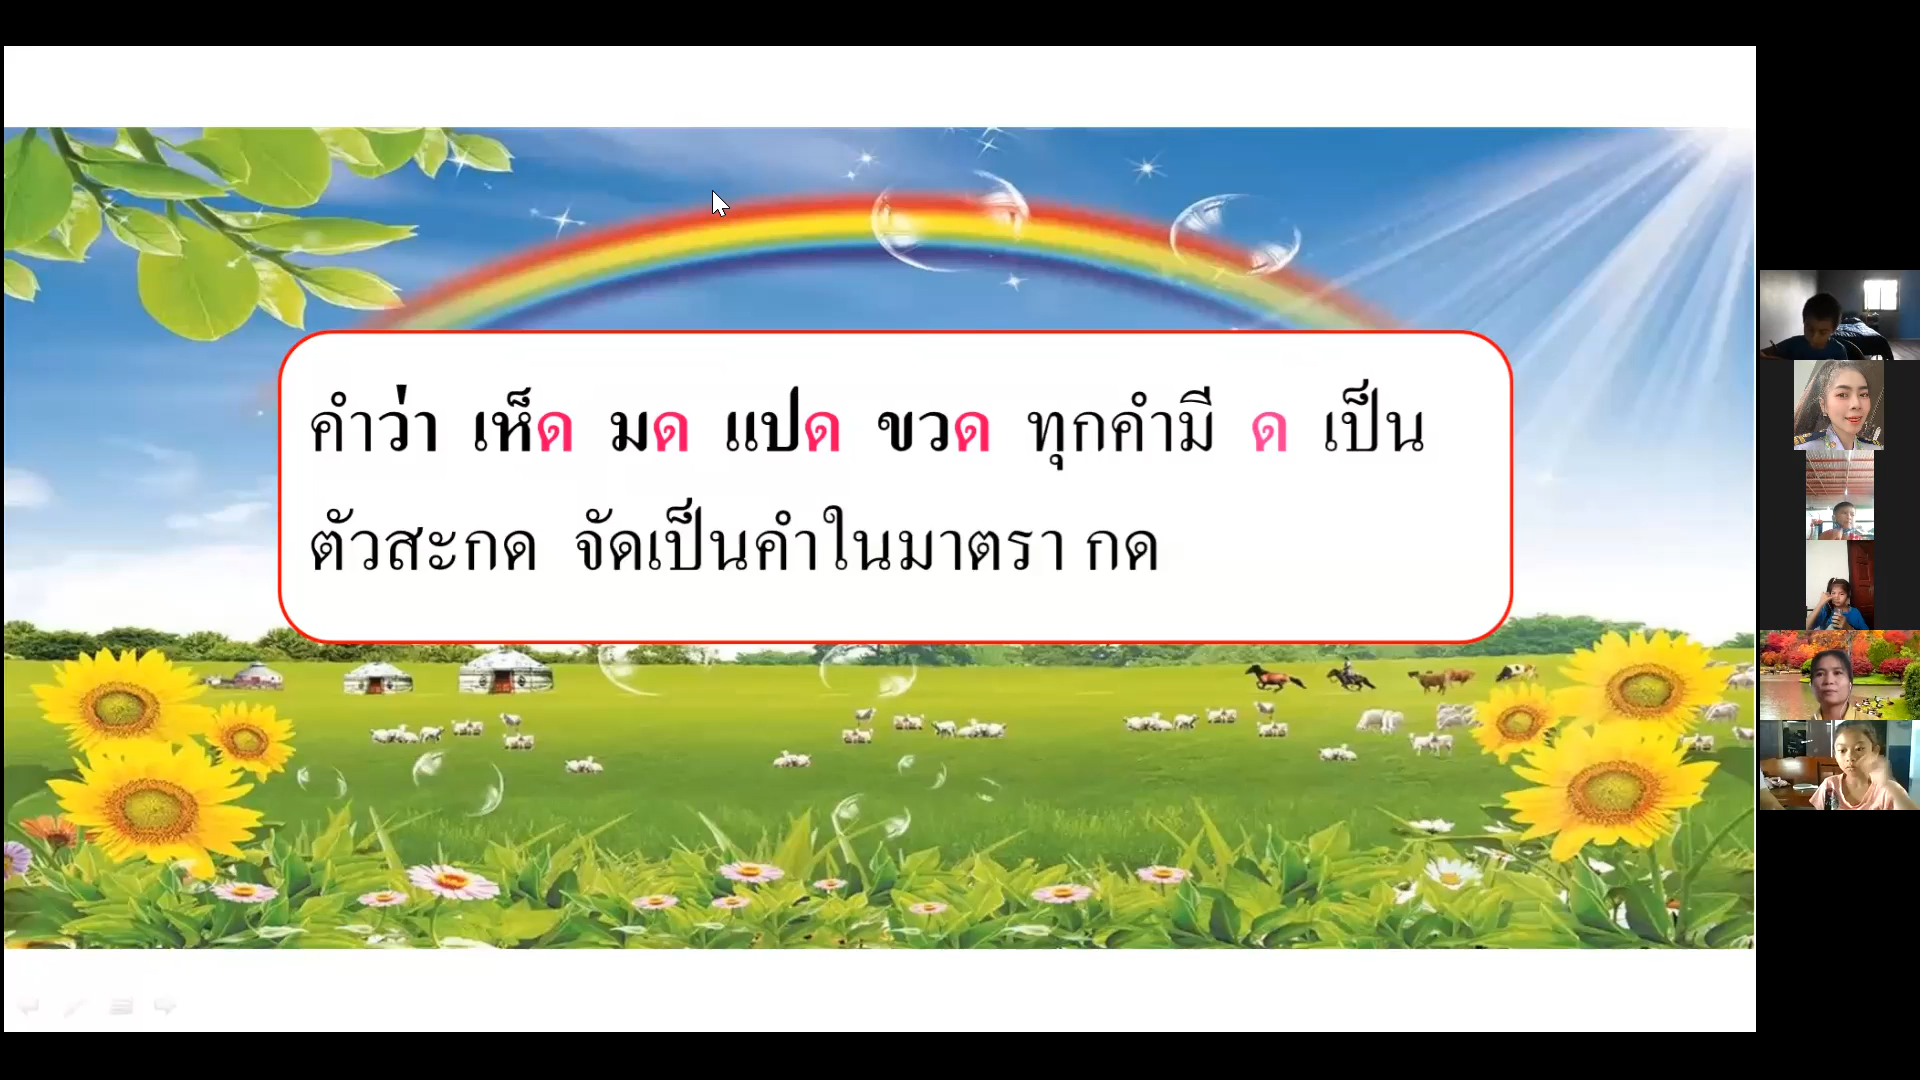 คำว่า เห็ด มด แปด ขวด ทุกคำมี ด เป็น
ตัวสะกด จัดเป็นคำในมาตรา กด